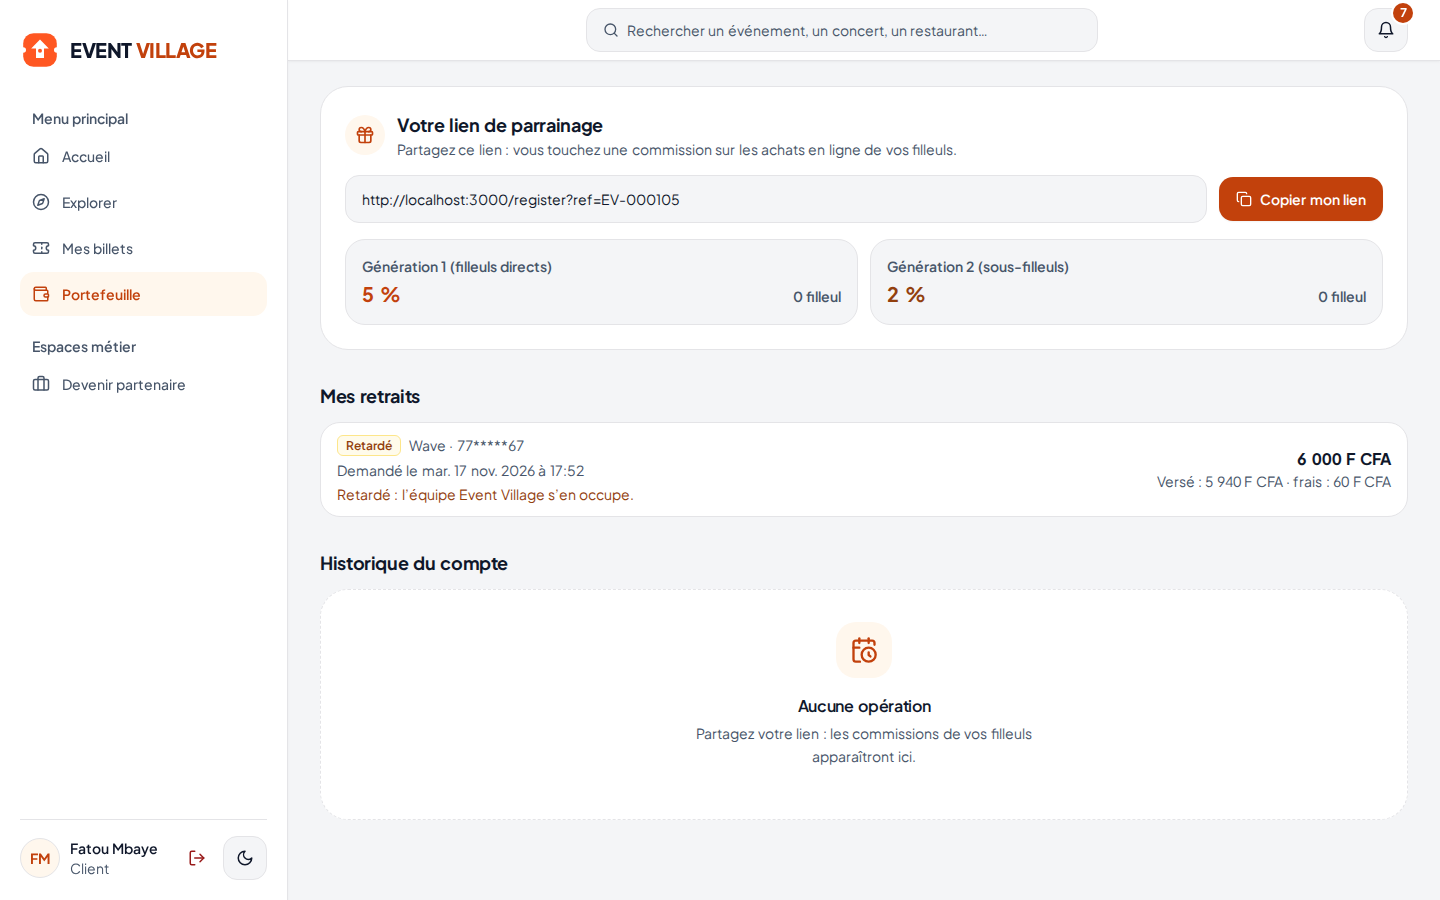 EVENT VILLAGE
Rechercher un événement, un concert, un restaurant...
7
Menu principal
Accueil
Explorer
Mes billets
Portefeuille
Espaces métier
Devenir partenaire
FM
Fatou Mbaye
Client
Votre lien de parrainage
Partagez ce lien : vous touchez une commission sur les achats en ligne de vos filleuls.
http://localhost:3000/register?ref=EV-000105
Copier mon lien
Génération 1 (filleuls directs)
5 %
0 filleul
Génération 2 (sous-filleuls)
2 %
0 filleul
Mes retraits
Retardé Wave · 77*****67
Demandé le mar. 17 nov. 2026 à 17:52
Retardé : l'équipe Event Village s'en occupe.
6 000 F CFA
Versé : 5 940 F CFA · frais : 60 F CFA
Historique du compte
Aucune opération
Partagez votre lien : les commissions de vos filleuls
apparaîtront ici.